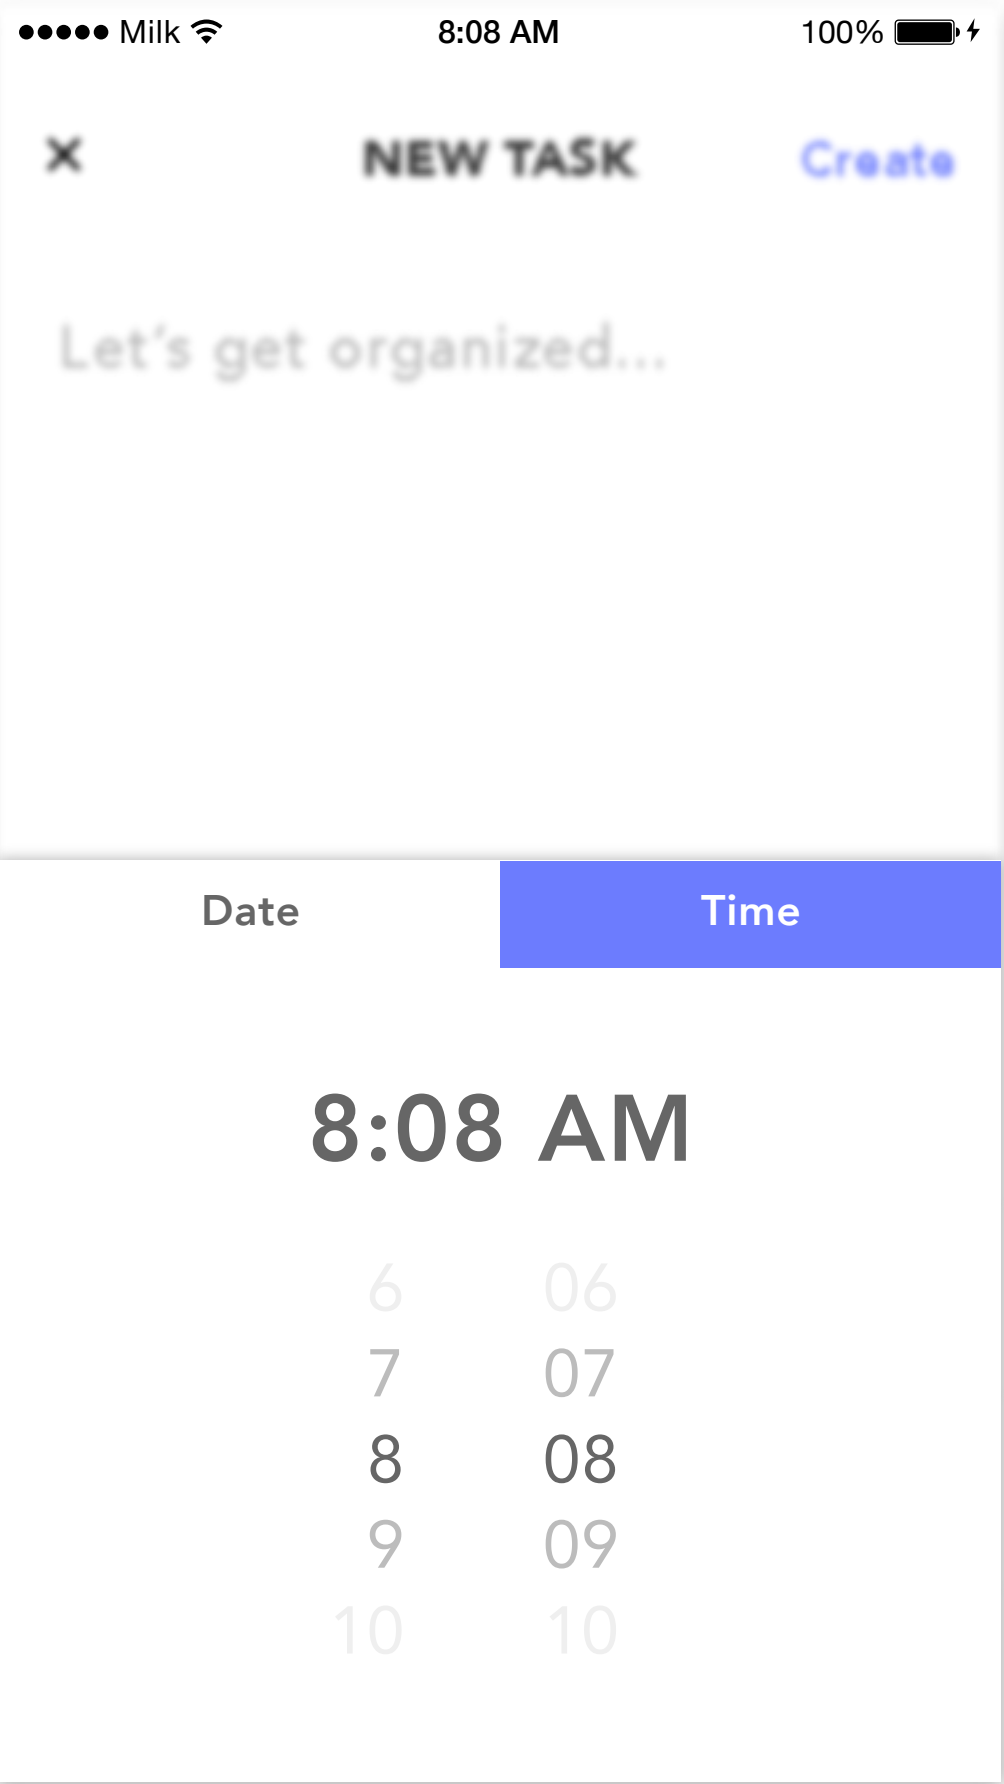 Milk 8:08 AM 100%
NEW TASK Create
Let's get organized...
Date Time
8:08 AM
6 06
7 07
8 08
9 09
10 10